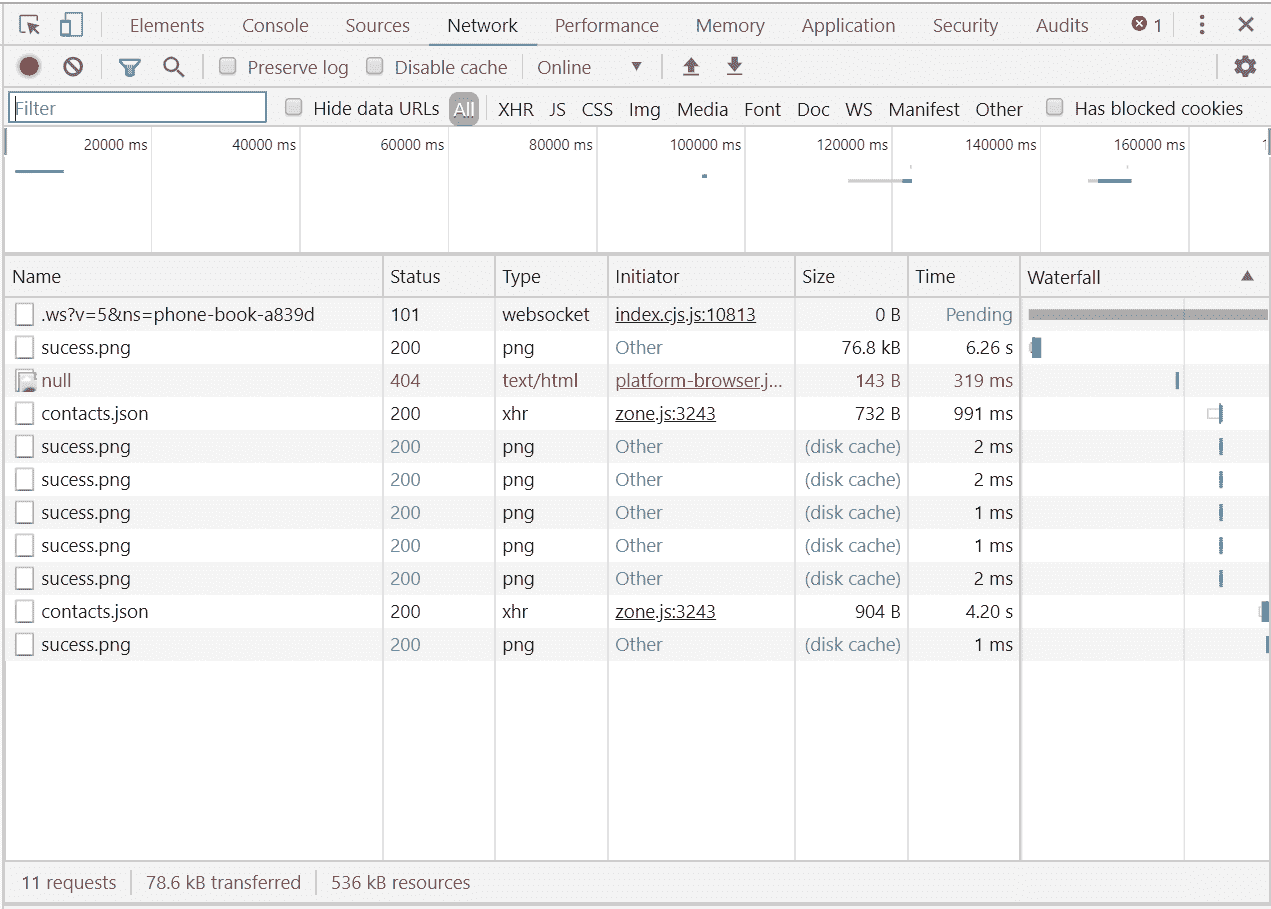 Elements Console Sources Network Performance Memory Application Security Audits 1
Preserve log Disable cache Online
Filter Hide data URLs All XHR JS CSS Img Media Font Doc WS Manifest Other Has blocked cookies
20000 ms 40000 ms 60000 ms 80000 ms 100000 ms 120000 ms 140000 ms 160000 ms 1
Name Status Type Initiator Size Time Waterfall
.ws?v=5&ns=phone-book-a839d 101 websocket index.cjs.js:10813 0 B Pending
sucess.png 200 png Other 76.8 kB 6.26 s
null 404 text/html platform-browser.j... 143 B 319 ms
contacts.json 200 xhr zone.js:3243 732 B 991 ms
sucess.png 200 png Other (disk cache) 2 ms
sucess.png 200 png Other (disk cache) 2 ms
sucess.png 200 png Other (disk cache) 1 ms
sucess.png 200 png Other (disk cache) 1 ms
sucess.png 200 png Other (disk cache) 2 ms
contacts.json 200 xhr zone.js:3243 904 B 4.20 s
sucess.png 200 png Other (disk cache) 1 ms
11 requests 78.6 kB transferred 536 kB resources